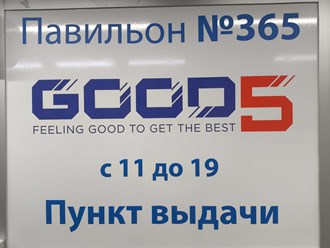 Павильон №365
GOOD5
FEELING GOOD TO GET THE BEST
с 11 до 19
Пункт выдачи